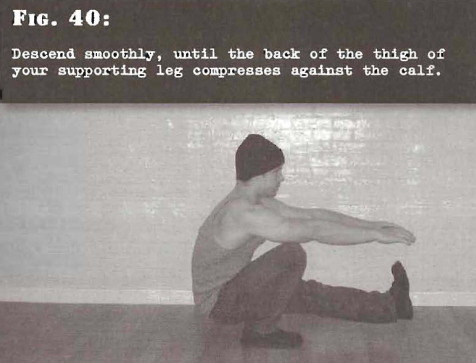 FIG. 40:
Descend smoothly, until the back of the thigh of
your supporting leg compresses against the calf.